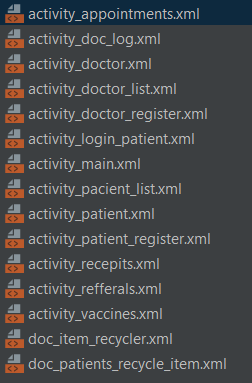 activity_appointments.xml
activity_doc_log.xml
activity_doctor.xml
activity_doctor_list.xml
activity_doctor_register.xml
activity_login_patient.xml
activity_main.xml
activity_pacient_list.xml
activity_patient.xml
activity_patient_register.xml
activity_recepits.xml
activity_refferals.xml
activity_vaccines.xml
doc_item_recycler.xml
doc_patients_recycle_item.xml